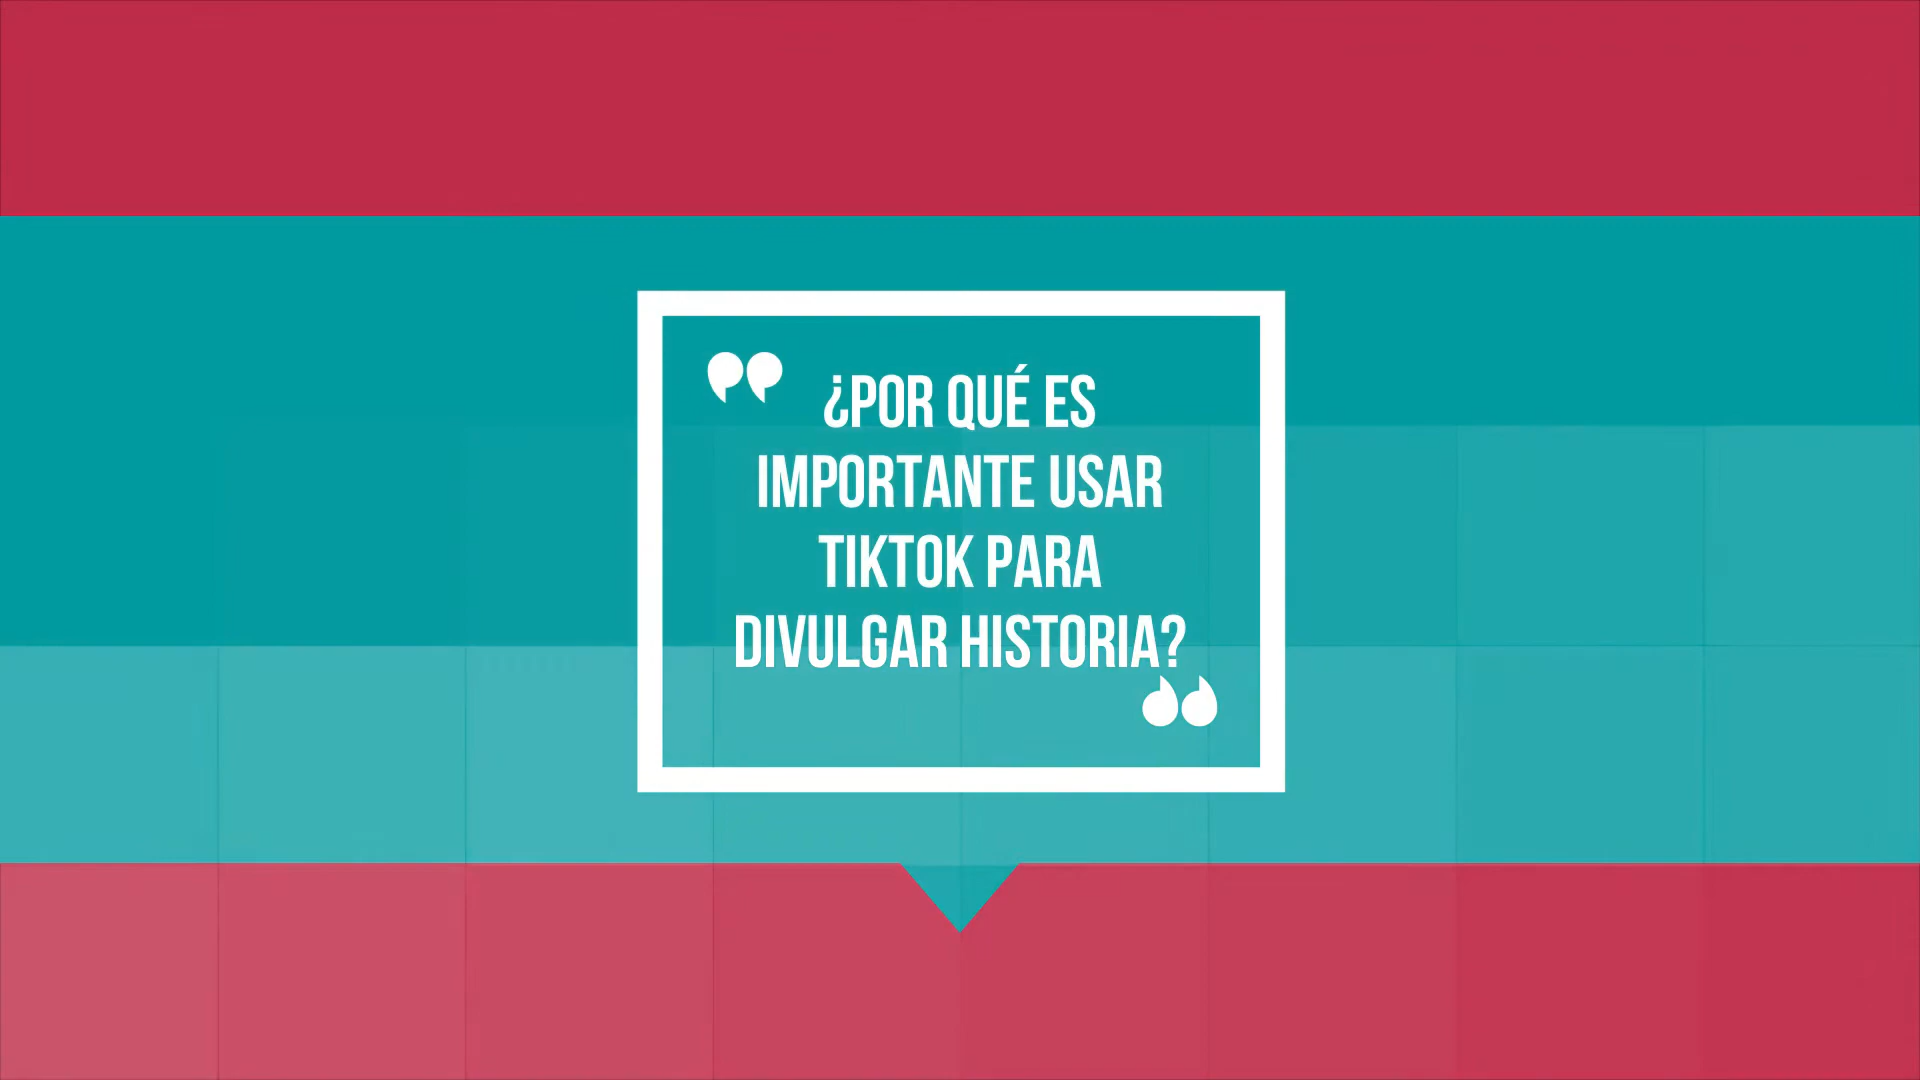 ¿POR QUÉ ES
IMPORTANTE USAR
TIKTOK PARA
DIVULGAR HISTORIA?